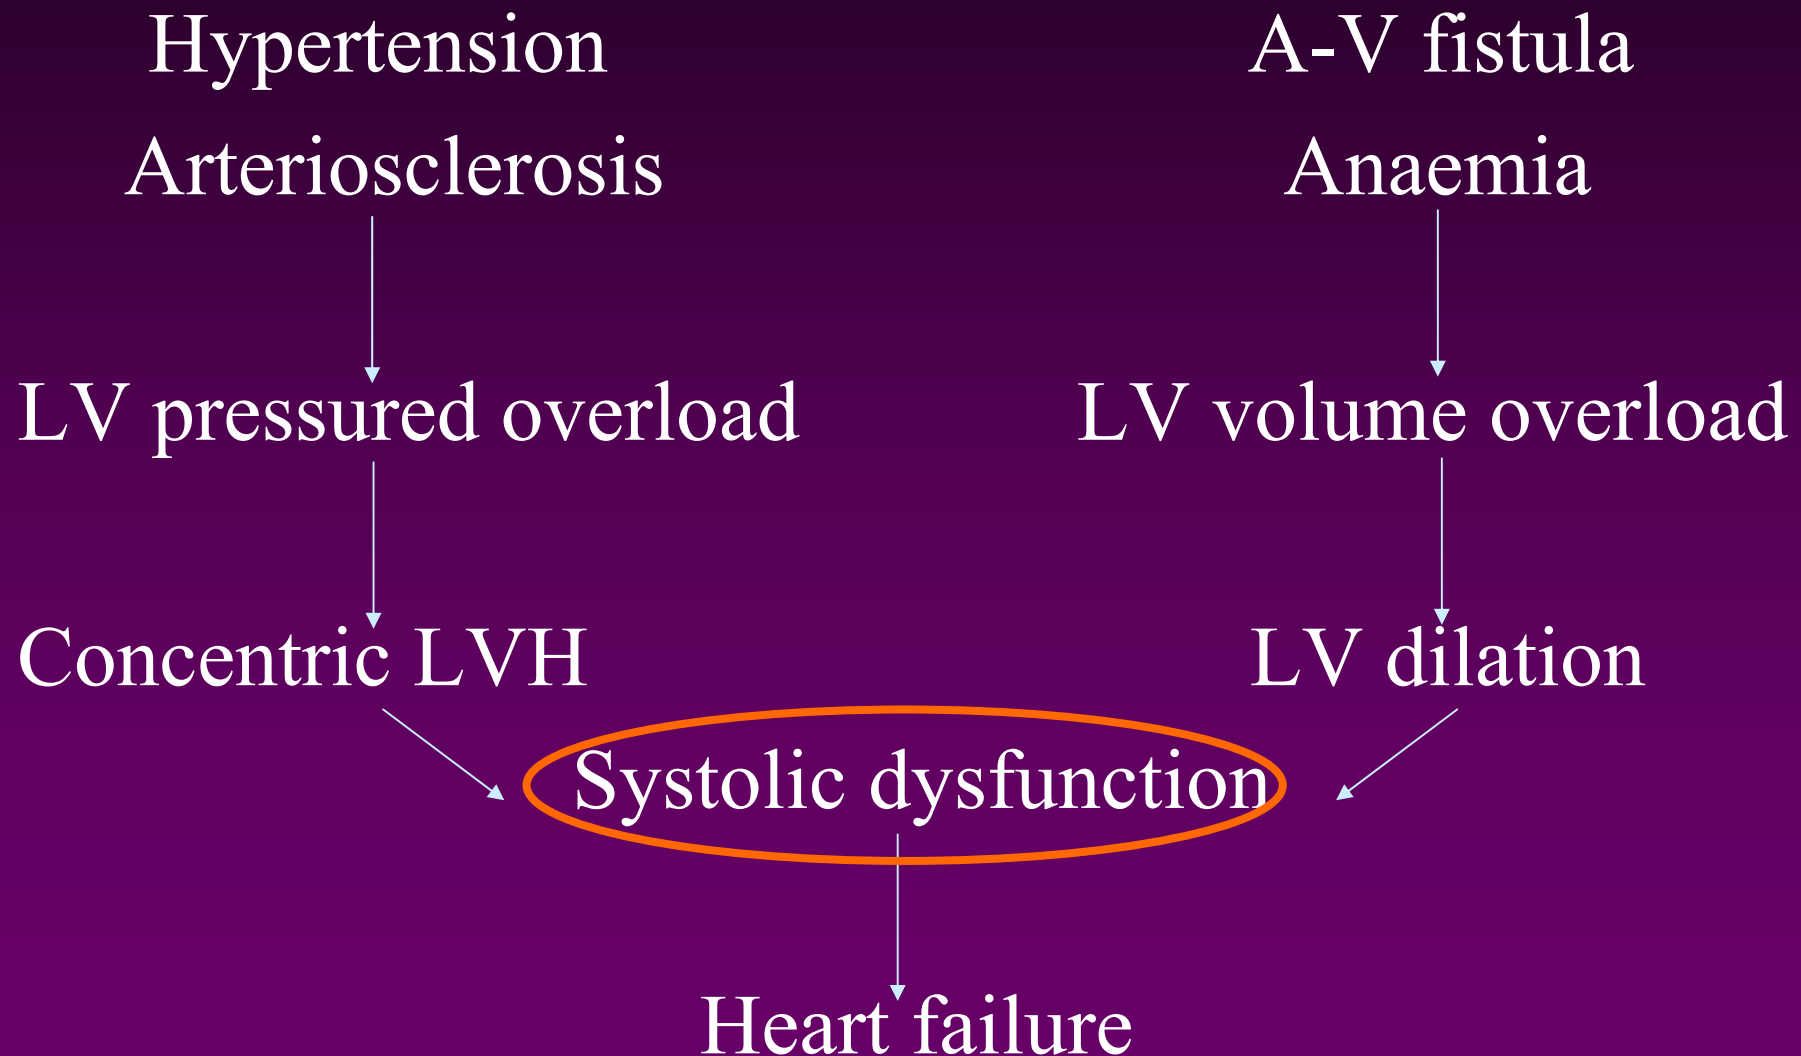 Hypertension
A-V fistula
Arteriosclerosis
Anaemia
LV pressured overload
LV volume overload
Concentric LVH
LV dilation
Systolic dysfunction
Heart failure